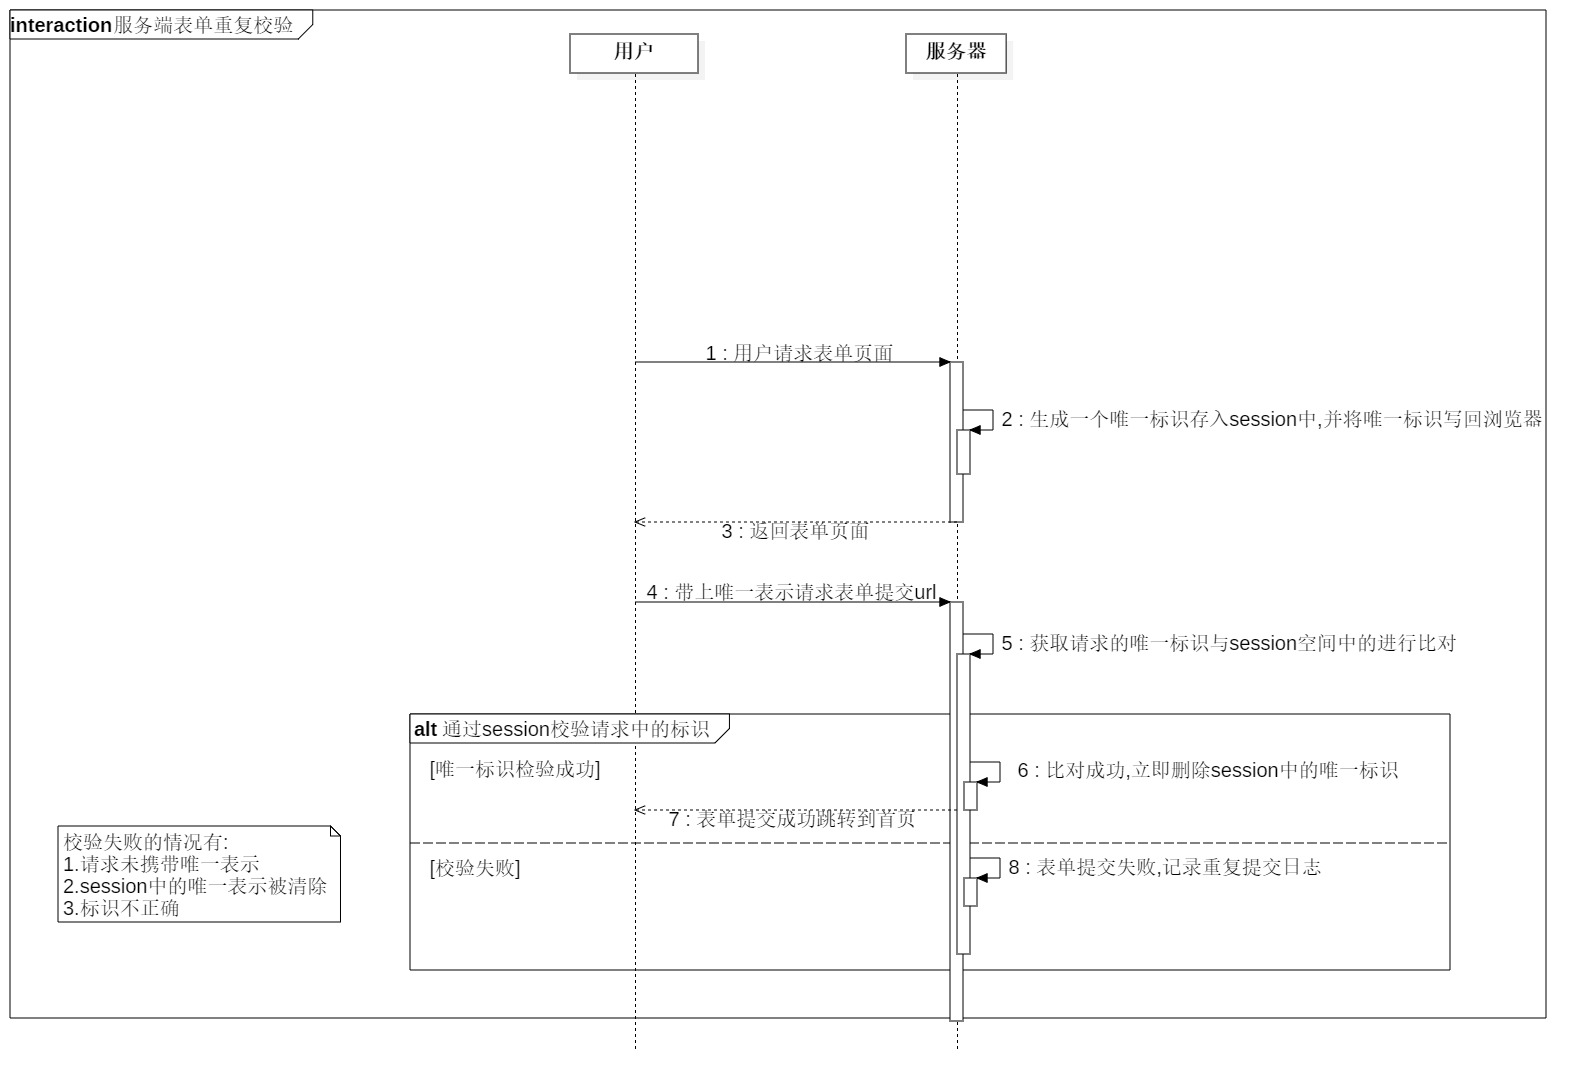 interaction服务端表单重复校验
用户
服务器
1 : 用户请求表单页面
2 : 生成一个唯一标识存入session中,并将唯一标识写回浏览器
3 : 返回表单页面
4 : 带上唯一表示请求表单提交url
5 : 获取请求的唯一标识与session空间中的进行比对
alt 通过session校验请求中的标识
[唯一标识检验成功]
6 : 比对成功,立即删除session中的唯一标识
7 : 表单提交成功跳转到首页
校验失败的情况有:
1.请求未携带唯一表示
2.session中的唯一表示被清除
3.标识不正确
[校验失败]
8 : 表单提交失败,记录重复提交日志